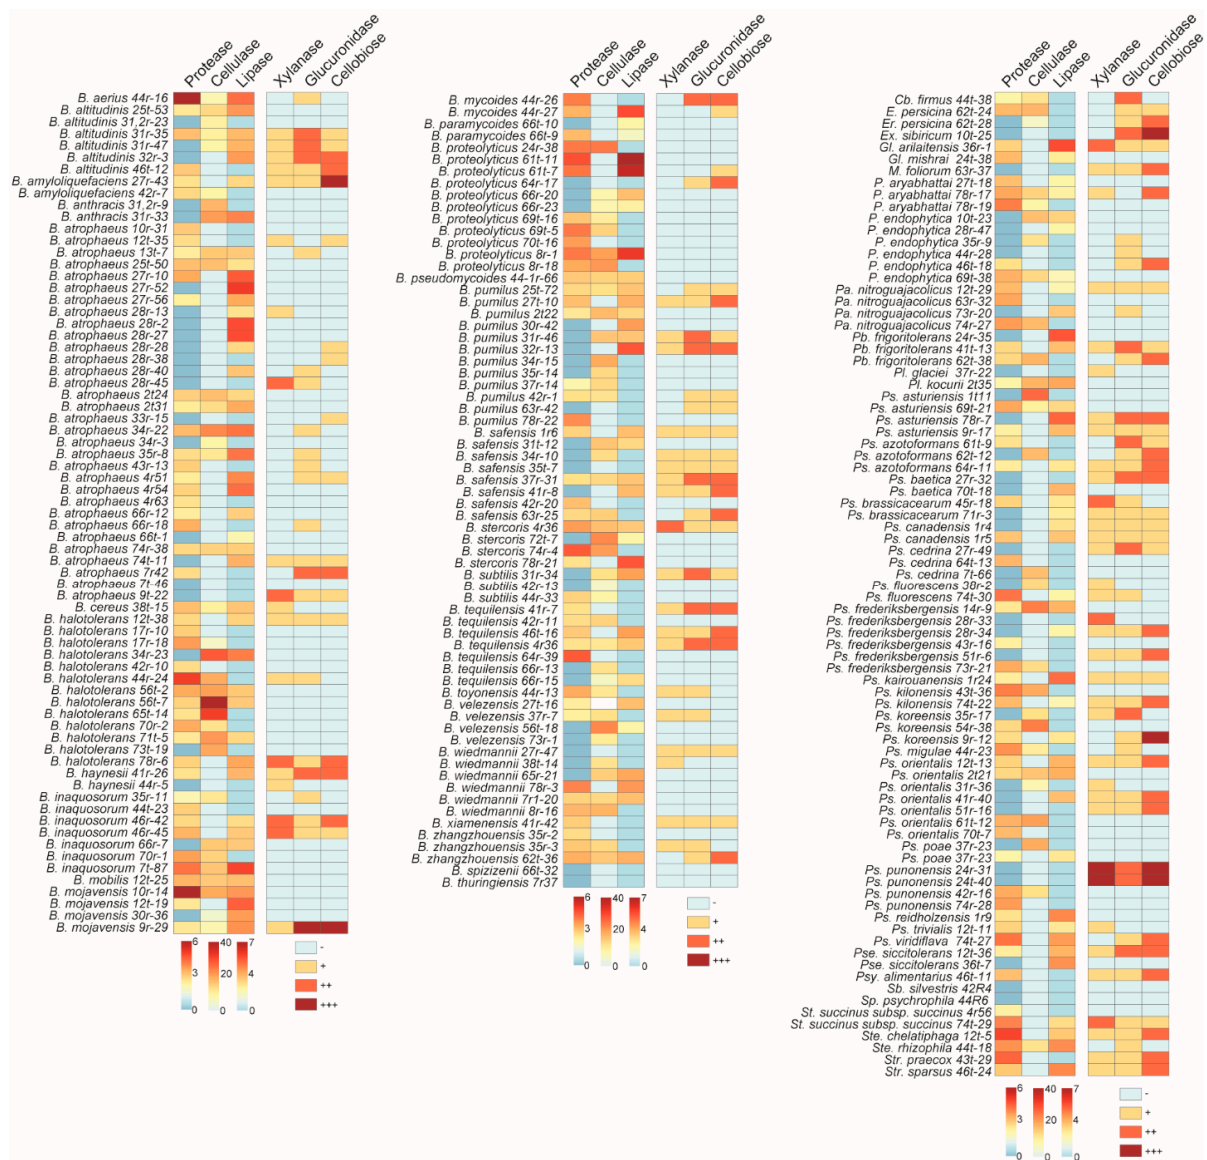 Protease Cellulase Lipase Xylanase Glucuronidase Cellobiose
B. aerius 44r-16
B. altitudinis 25t-53
B. altitudinis 31,2r-23
B. altitudinis 31r-35
B. altitudinis 31r-47
B. altitudinis 32r-3
B. altitudinis 46t-12
B. amyloliquefaciens 27r-43
B. amyloliquefaciens 42r-7
B. anthracis 31,2r-9
B. anthracis 31r-33
B. atrophaeus 10r-31
B. atrophaeus 12t-35
B. atrophaeus 13t-7
B. atrophaeus 25t-50
B. atrophaeus 27r-10
B. atrophaeus 27r-52
B. atrophaeus 27r-56
B. atrophaeus 28r-13
B. atrophaeus 28r-2
B. atrophaeus 28r-27
B. atrophaeus 28r-28
B. atrophaeus 28r-38
B. atrophaeus 28r-40
B. atrophaeus 28r-45
B. atrophaeus 2t24
B. atrophaeus 2t31
B. atrophaeus 33r-15
B. atrophaeus 34r-22
B. atrophaeus 34r-3
B. atrophaeus 35r-8
B. atrophaeus 43r-13
B. atrophaeus 4r51
B. atrophaeus 4r54
B. atrophaeus 4r63
B. atrophaeus 66r-12
B. atrophaeus 66r-18
B. atrophaeus 66t-1
B. atrophaeus 74r-38
B. atrophaeus 74t-11
B. atrophaeus 7r42
B. atrophaeus 7t-46
B. atrophaeus 9t-22
B. cereus 38t-15
B. halotolerans 12t-38
B. halotolerans 17r-10
B. halotolerans 17r-18
B. halotolerans 34r-23
B. halotolerans 42r-10
B. halotolerans 44r-24
B. halotolerans 56t-2
B. halotolerans 56t-7
B. halotolerans 65t-14
B. halotolerans 70r-2
B. halotolerans 71t-5
B. halotolerans 73t-19
B. halotolerans 78r-6
B. haynesii 41r-26
B. haynesii 44r-5
B. inaquosorum 35r-11
B. inaquosorum 44t-23
B. inaquosorum 46r-42
B. inaquosorum 46r-45
B. inaquosorum 66r-7
B. inaquosorum 70r-1
B. inaquosorum 7t-87
B. mobilis 12t-25
B. mojavensis 10r-14
B. mojavensis 12t-19
B. mojavensis 30r-36
B. mojavensis 9r-29
6 40 7
3 20 4
0 0 0
-
+
++
+++
Protease Cellulase Lipase Xylanase Glucuronidase Cellobiose
B. mycoides 44r-26
B. mycoides 44r-27
B. paramycoides 66t-10
B. paramycoides 66t-9
B. proteolyticus 24r-38
B. proteolyticus 61t-11
B. proteolyticus 61t-7
B. proteolyticus 64r-17
B. proteolyticus 66r-20
B. proteolyticus 66r-23
B. proteolyticus 69t-16
B. proteolyticus 69t-5
B. proteolyticus 70t-16
B. proteolyticus 8r-1
B. proteolyticus 8r-18
B. pseudomycoides 44-1r-66
B. pumilus 25t-72
B. pumilus 27t-10
B. pumilus 2t22
B. pumilus 30r-42
B. pumilus 31r-46
B. pumilus 32r-13
B. pumilus 34r-15
B. pumilus 35r-14
B. pumilus 37r-14
B. pumilus 42r-1
B. pumilus 63r-42
B. pumilus 78r-22
B. safensis 1r6
B. safensis 31t-12
B. safensis 34r-10
B. safensis 35t-7
B. safensis 37r-31
B. safensis 41r-8
B. safensis 42r-20
B. safensis 63r-25
B. stercoris 4r36
B. stercoris 72t-7
B. stercoris 74r-4
B. stercoris 78r-21
B. subtilis 31r-34
B. subtilis 42r-13
B. subtilis 44r-33
B. tequilensis 41r-7
B. tequilensis 42r-11
B. tequilensis 46t-16
B. tequilensis 4r36
B. tequilensis 64r-39
B. tequilensis 66r-13
B. tequilensis 66r-15
B. toyonensis 44r-13
B. velezensis 27t-16
B. velezensis 37r-7
B. velezensis 56t-18
B. velezensis 73r-1
B. wiedmannii 27r-47
B. wiedmannii 38t-14
B. wiedmannii 65r-21
B. wiedmannii 78r-3
B. wiedmannii 7r1-20
B. wiedmannii 8r-16
B. xiamenensis 41r-42
B. zhangzhouensis 35r-2
B. zhangzhouensis 35r-3
B. zhangzhouensis 62t-36
B. spizizenii 66t-32
B. thuringiensis 7r37
6 40 7
3 20 4
0 0 0
-
+
++
+++
Protease Cellulase Lipase Xylanase Glucuronidase Cellobiose
Cb. firmus 44t-38
E. persicina 62t-24
Er. persicina 62t-28
Ex. sibiricum 10t-25
Gl. arilaitensis 36r-1
Gl. mishrai 24t-38
M. foliorum 63r-37
P. aryabhattai 27t-18
P. aryabhattai 78r-17
P. aryabhattai 78r-19
P. endophytica 10t-23
P. endophytica 28r-47
P. endophytica 35r-9
P. endophytica 44r-28
P. endophytica 46t-18
P. endophytica 69t-38
Pa. nitroguajacolicus 12t-29
Pa. nitroguajacolicus 63r-32
Pa. nitroguajacolicus 73r-20
Pa. nitroguajacolicus 74r-27
Pb. frigoritolerans 24r-35
Pb. frigoritolerans 41t-13
Pb. frigoritolerans 62t-38
Pl. glaciei 37r-22
Pl. kocurii 2t35
Ps. asturiensis 1t11
Ps. asturiensis 69t-21
Ps. asturiensis 78r-7
Ps. asturiensis 9r-17
Ps. azotoformans 61t-9
Ps. azotoformans 62t-12
Ps. azotoformans 64r-11
Ps. baetica 27r-32
Ps. baetica 70t-18
Ps. brassicacearum 45r-18
Ps. brassicacearum 71r-3
Ps. canadensis 1r4
Ps. canadensis 1r5
Ps. cedrina 27r-49
Ps. cedrina 64t-13
Ps. cedrina 7t-66
Ps. fluorescens 38r-2
Ps. fluorescens 74t-30
Ps. frederiksbergensis 14r-9
Ps. frederiksbergensis 28r-33
Ps. frederiksbergensis 28r-34
Ps. frederiksbergensis 43r-16
Ps. frederiksbergensis 51r-6
Ps. frederiksbergensis 73r-21
Ps. kairouanensis 1r24
Ps. kilonensis 43t-36
Ps. kilonensis 74t-22
Ps. koreensis 35r-17
Ps. koreensis 54r-38
Ps. koreensis 9r-12
Ps. migulae 44r-23
Ps. orientalis 12t-13
Ps. orientalis 2t21
Ps. orientalis 31r-36
Ps. orientalis 41r-40
Ps. orientalis 51r-16
Ps. orientalis 61t-12
Ps. orientalis 70t-7
Ps. poae 37r-23
Ps. poae 37r-23
Ps. punonensis 24r-31
Ps. punonensis 24t-40
Ps. punonensis 42r-16
Ps. punonensis 74r-28
Ps. reidholzensis 1r9
Ps. trivialis 12t-11
Ps. viridiflava 74t-27
Pse. siccitolerans 12t-36
Pse. siccitolerans 36t-7
Psy. alimentarius 46t-11
Sb. silvestris 42R4
Sp. psychrophila 44R6
St. succinus subsp. succinus 4r56
St. succinus subsp. succinus 74t-29
Ste. chelatiphaga 12t-5
Ste. rhizophila 44t-18
Str. praecox 43t-29
Str. sparsus 46t-24
6 40 7
3 20 4
0 0 0
-
+
++
+++